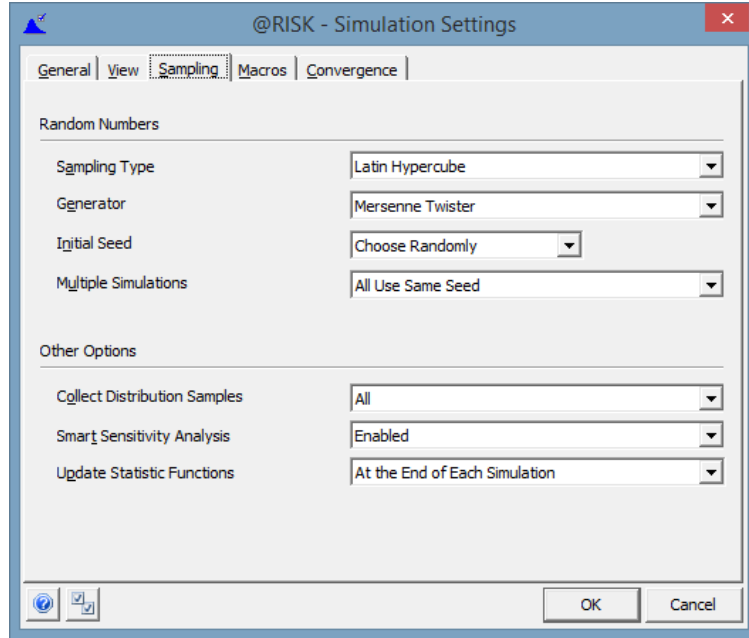 @RISK - Simulation Settings
General View Sampling Macros Convergence
Random Numbers
Sampling Type Latin Hypercube
Generator Mersenne Twister
Initial Seed Choose Randomly
Multiple Simulations All Use Same Seed
Other Options
Collect Distribution Samples All
Smart Sensitivity Analysis Enabled
Update Statistic Functions At the End of Each Simulation
OK Cancel